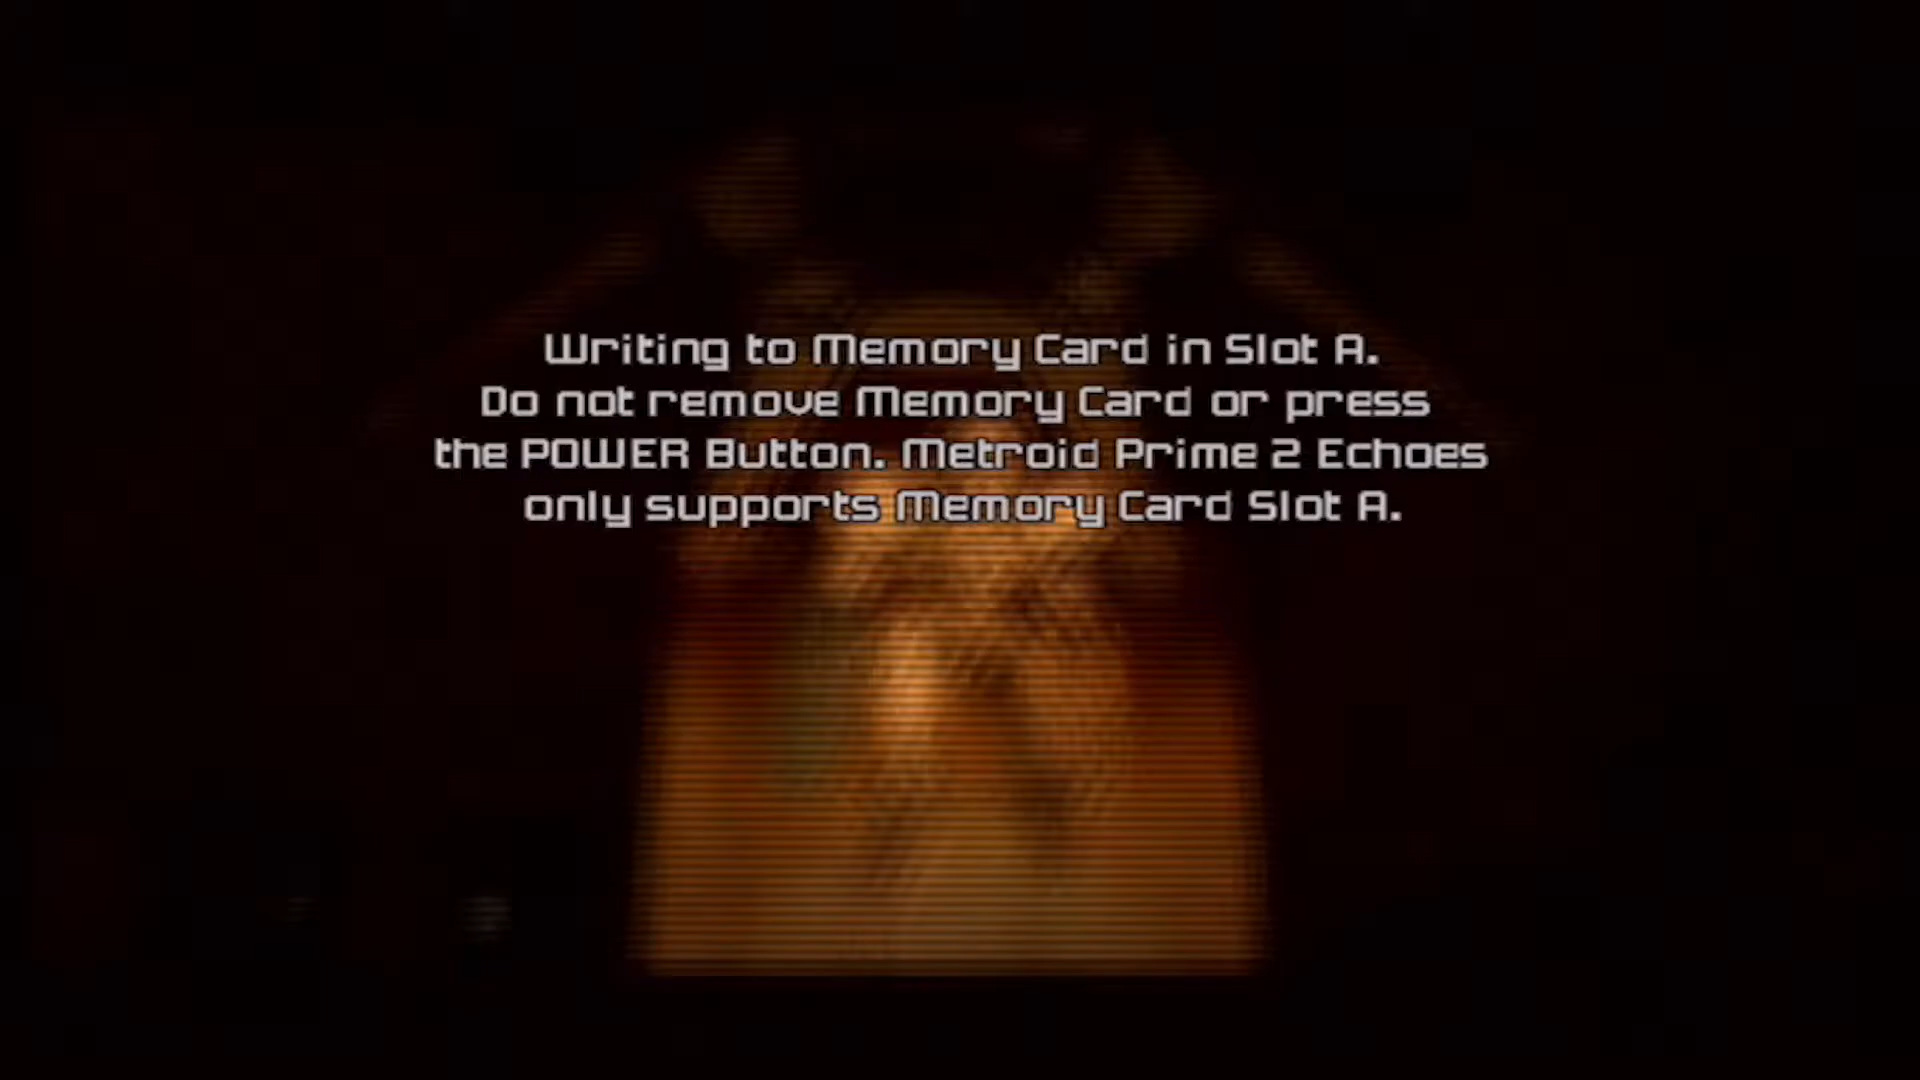 Writing to Memory Card in Slot A.
Do not remove Memory Card or press
the POWER Button. Metroid Prime 2 Echoes
only supports Memory Card Slot A.